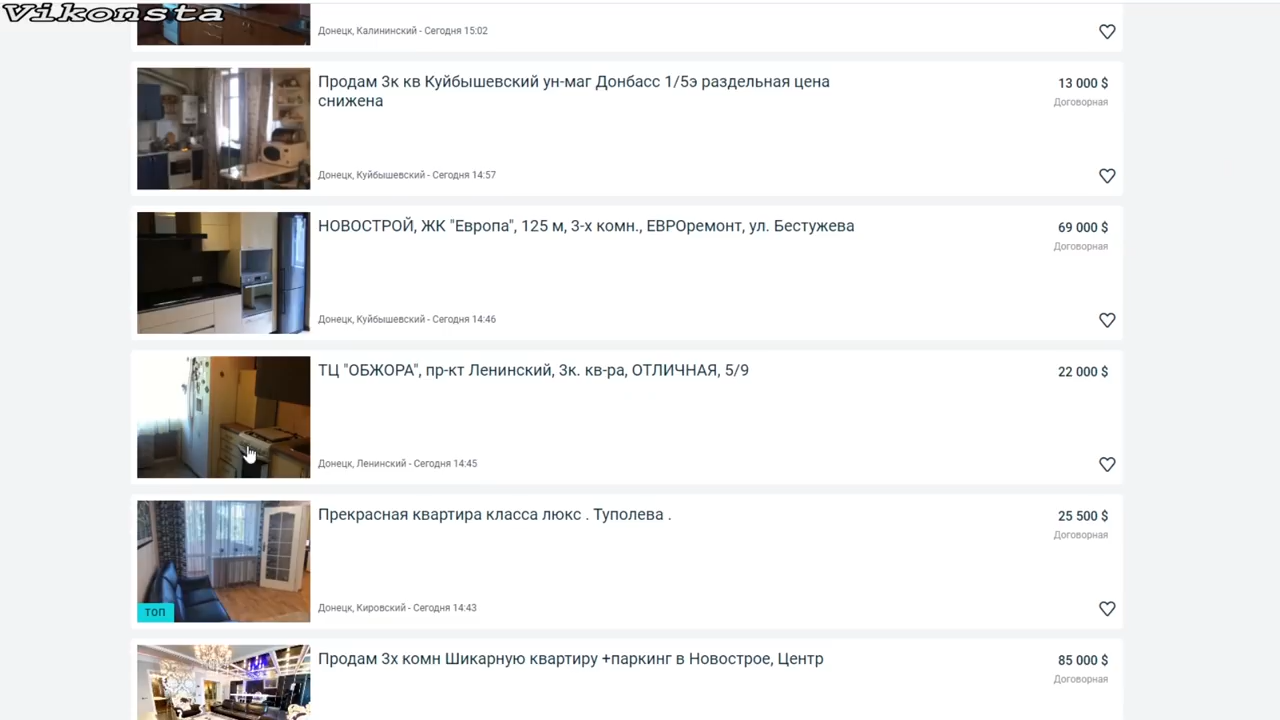 Vikonsta
Донецк, Калининский - Сегодня 15:02
Продам 3к кв Куйбышевский ун-маг Донбасс 1/5э раздельная цена
снижена
13 000 $
Договорная
Донецк, Куйбышевский - Сегодня 14:57
НОВОСТРОЙ, ЖК "Европа", 125 м, 3-х комн., ЕВРОремонт, ул. Бестужева
69 000 $
Договорная
Донецк, Куйбышевский - Сегодня 14:46
ТЦ "ОБЖОРА", пр-кт Ленинский, 3к. кв-ра, ОТЛИЧНАЯ, 5/9
22 000 $
Донецк, Ленинский - Сегодня 14:45
Прекрасная квартира класса люкс . Туполева .
25 500 $
Договорная
ТОП
Донецк, Кировский - Сегодня 14:43
Продам 3х комн Шикарную квартиру +паркинг в Новострое, Центр
85 000 $
Договорная